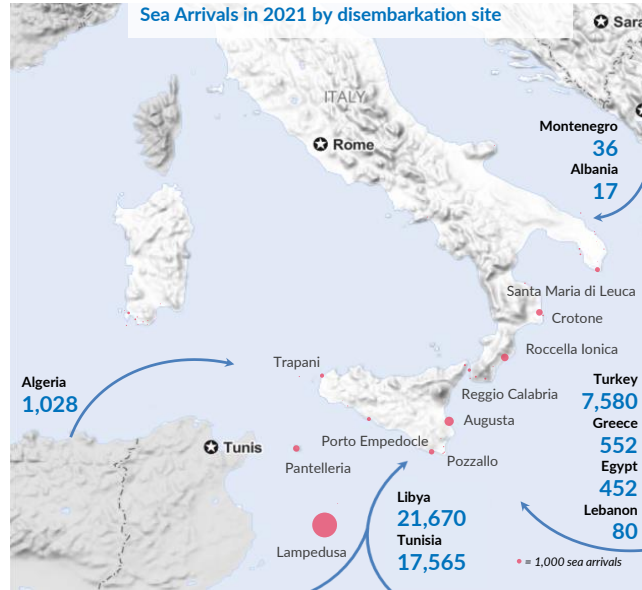 Sea Arrivals in 2021 by disembarkation site
ITALY
Rome
Montenegro
36
Albania
17
Santa Maria di Leuca
Crotone
Roccella Ionica
Trapani
Reggio Calabria
Augusta
Porto Empedocle
Pozzallo
Algeria
1,028
Tunis
Pantelleria
Lampedusa
Libya
21,670
Tunisia
17,565
Turkey
7,580
Greece
552
Egypt
452
Lebanon
80
= 1,000 sea arrivals